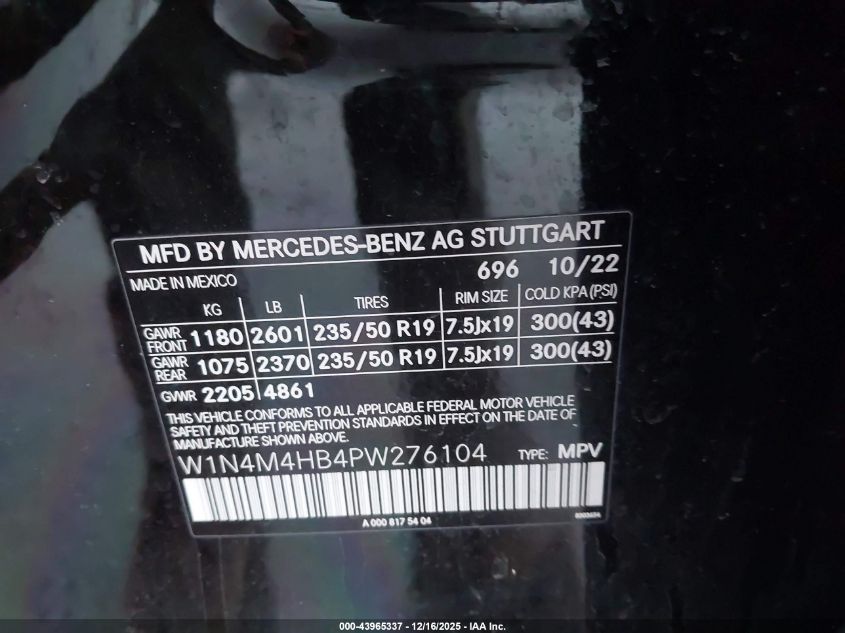 MFD BY MERCEDES-BENZ AG STUTTGART
MADE IN MEXICO 696 10/22
KG LB TIRES RIM SIZE COLD KPA (PSI)
GAWR FRONT 1180 2601 235/50 R19 7.5Jx19 300(43)
GAWR REAR 1075 2370 235/50 R19 7.5Jx19 300(43)
GVWR 2205 4861
THIS VEHICLE CONFORMS TO ALL APPLICABLE FEDERAL MOTOR VEHICLE
SAFETY AND THEFT PREVENTION STANDARDS IN EFFECT ON THE DATE OF
MANUFACTURE SHOWN ABOVE.
W1N4M4HB4PW276104 TYPE: MPV
A 000 817 54 04
000-43965337 - 12/16/2025 - IAA Inc.